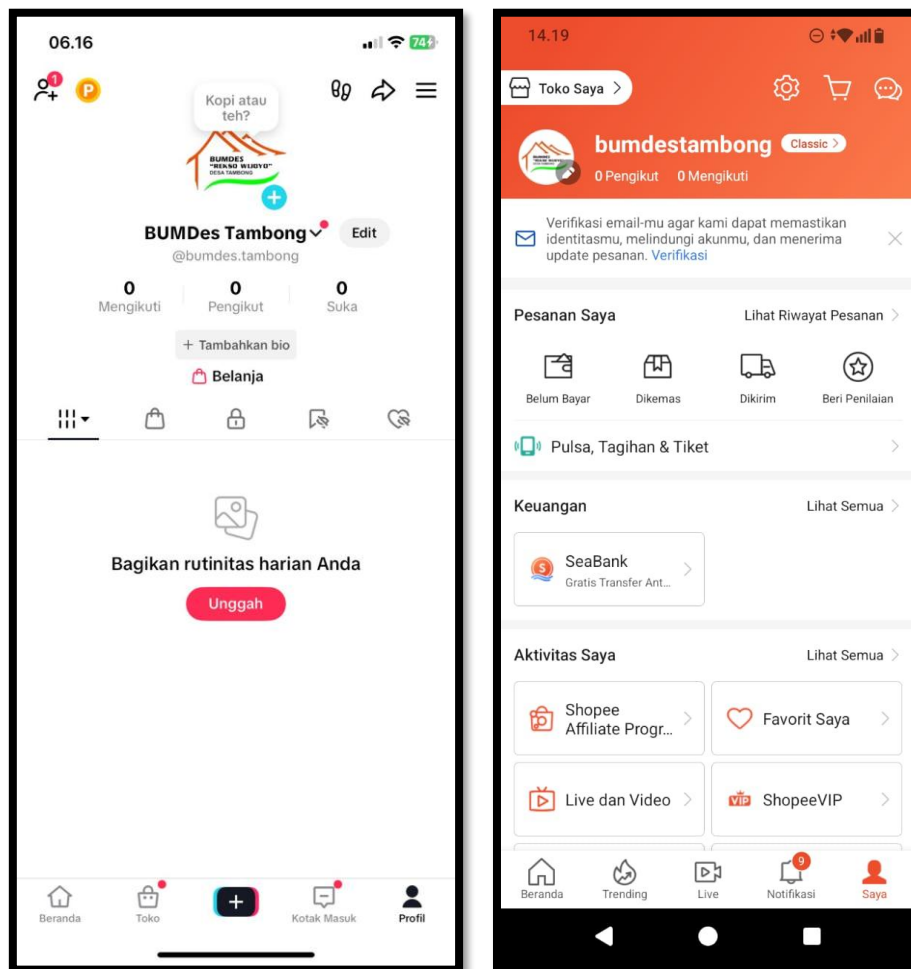 06.16
74
1
P
Kopi atau
teh?
BUMDES
"REKSO WIJOYO"
DESA TAMBONG
BUMDes Tambong
Edit
@bumdes.tambong
0 0 0
Mengikuti Pengikut Suka
+ Tambahkan bio
Belanja
Bagikan rutinitas harian Anda
Unggah
Beranda Toko Kotak Masuk Profil
14.19
Toko Saya >
bumdestambong Classic >
0 Pengikut 0 Mengikuti
Verifikasi email-mu agar kami dapat memastikan
identitasmu, melindungi akunmu, dan menerima
update pesanan. Verifikasi
Pesanan Saya Lihat Riwayat Pesanan >
Belum Bayar Dikemas Dikirim Beri Penilaian
Pulsa, Tagihan & Tiket
Keuangan Lihat Semua >
SeaBank
Gratis Transfer Ant...
Aktivitas Saya Lihat Semua >
Shopee
Affiliate Progr...
Favorit Saya
Live dan Video
VIP ShopeeVIP
9
Beranda Trending Live Notifikasi Saya